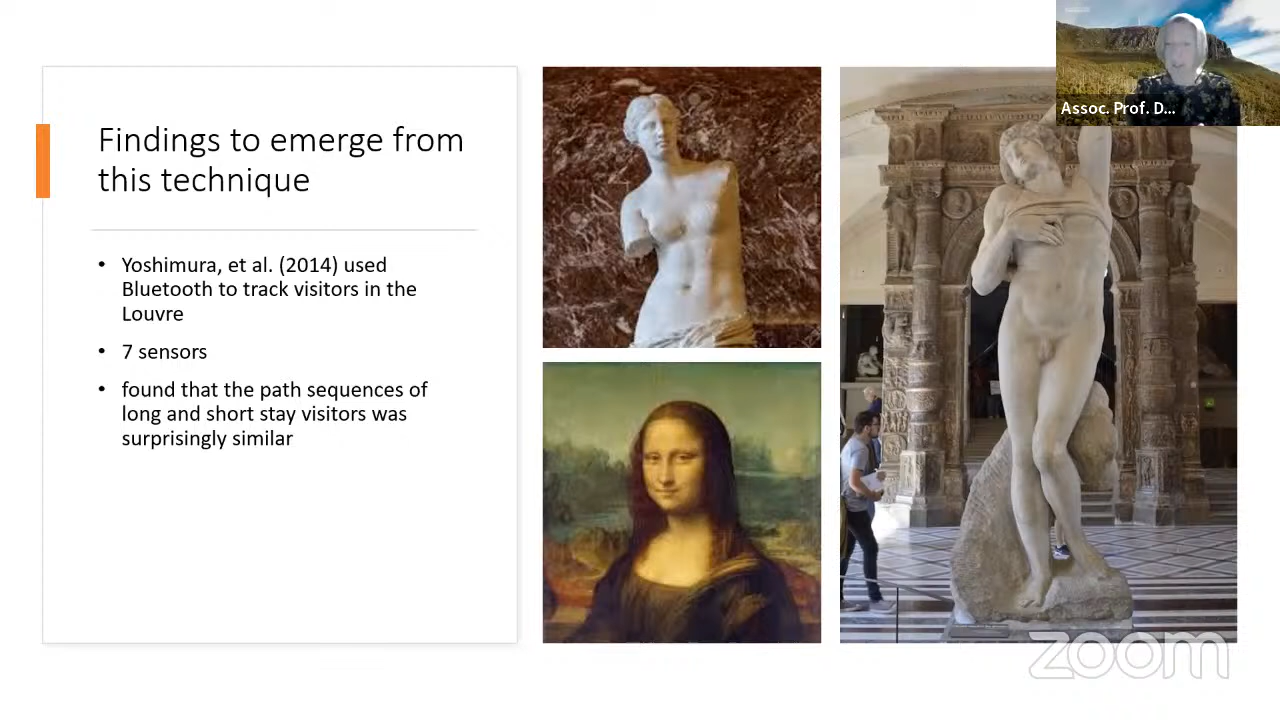 Findings to emerge from
this technique
• Yoshimura, et al. (2014) used
Bluetooth to track visitors in the
Louvre
• 7 sensors
• found that the path sequences of
long and short stay visitors was
surprisingly similar
Assoc. Prof. D...
zoom